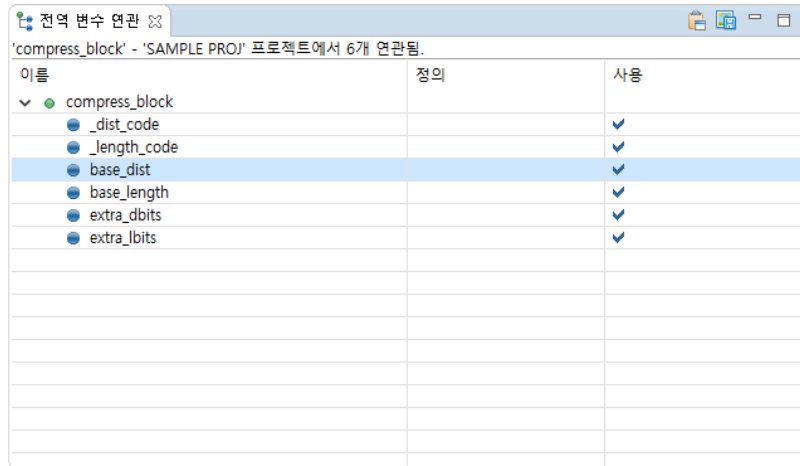 전역 변수 연관
'compress_block' - 'SAMPLE PROJ' 프로젝트에서 6개 연관됨.
이름 정의 사용
compress_block
_dist_code
_length_code
base_dist
base_length
extra_dbits
extra_lbits